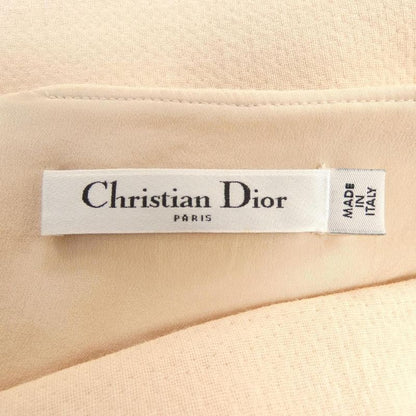 Christian Dior
PARIS
MADE
IN
ITALY